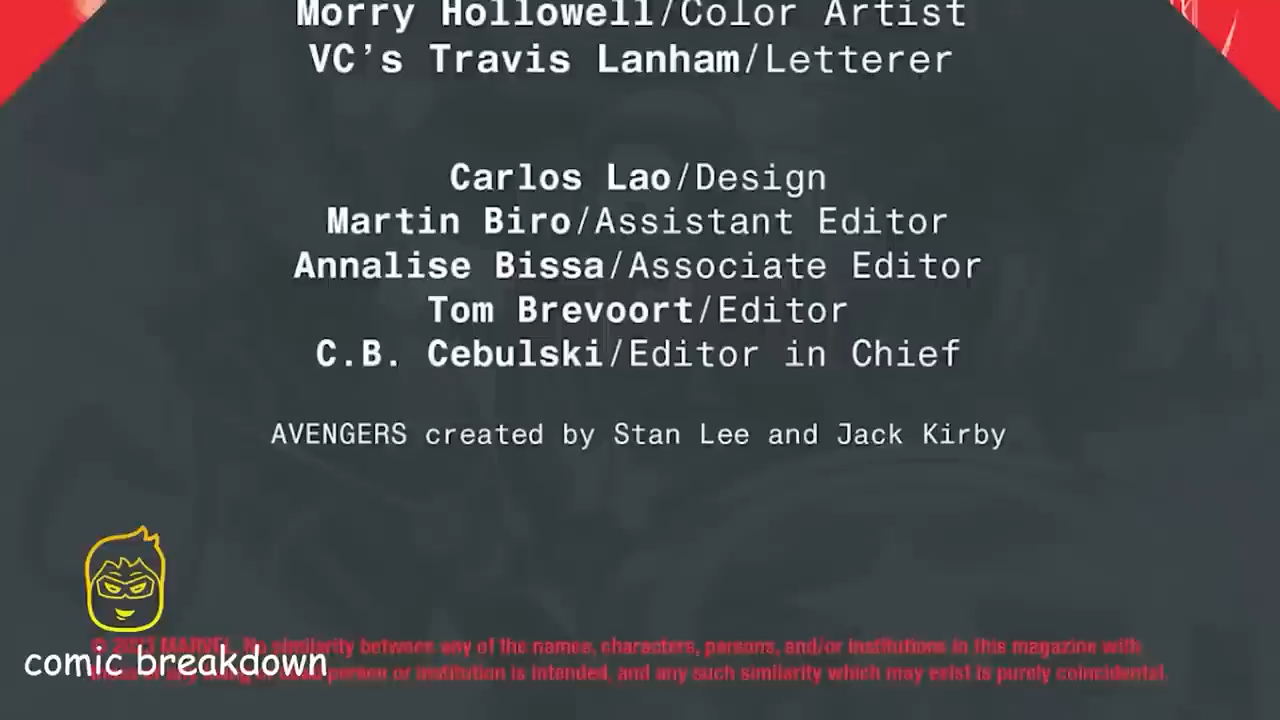 Morry Hollowell/Color Artist
VC's Travis Lanham/Letterer
Carlos Lao/Design
Martin Biro/Assistant Editor
Annalise Bissa/Associate Editor
Tom Brevoort/Editor
C.B. Cebulski/Editor in Chief
AVENGERS created by Stan Lee and Jack Kirby
MARVEL. No similarity between any of the names, characters, persons, and/or institutions in this magazine with
comic breakdown
person or institution is intended, and any such similarity which may exist is purely coincidental.